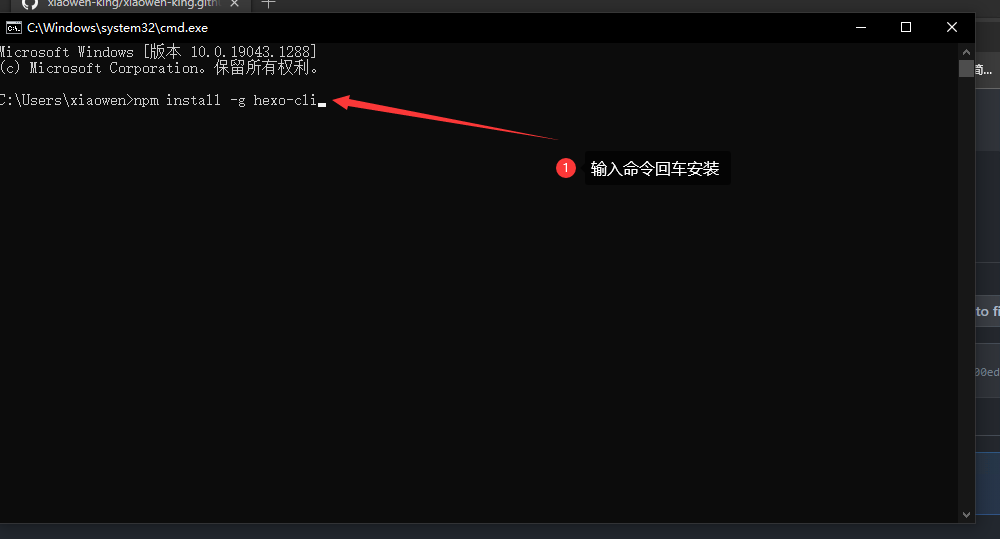 xiaowen-king/xiaowen-king.gith
C:\Windows\system32\cmd.exe
Microsoft Windows [版本 10.0.19043.1288]
(c) Microsoft Corporation。保留所有权利。
简...
C:\Users\xiaowen>npm install -g hexo-cli
1 输入命令回车安装
to fi
00ed